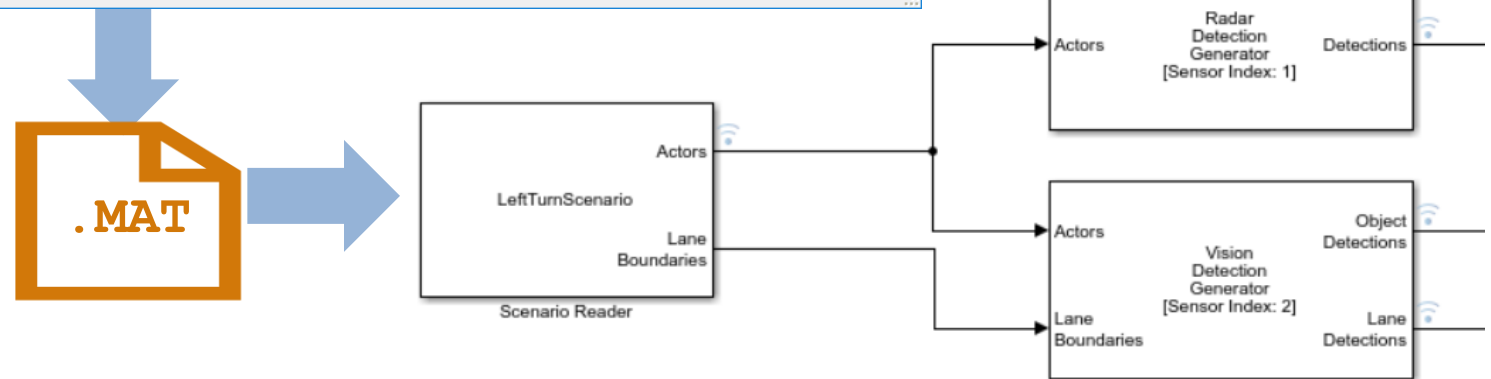 .MAT
Actors
LeftTurnScenario
Lane
Boundaries
Scenario Reader
Actors
Radar
Detection
Generator
[Sensor Index: 1]
Detections
Actors
Lane
Boundaries
Vision
Detection
Generator
[Sensor Index: 2]
Object
Detections
Lane
Detections